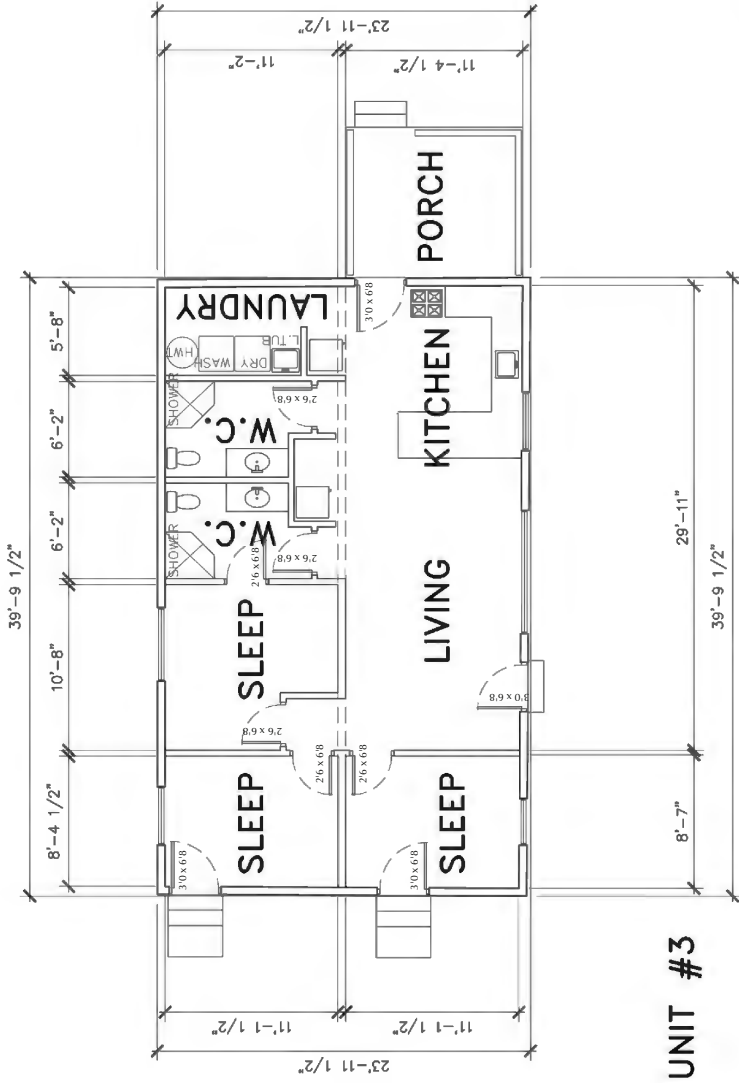 39'-9 1/2"
8'-4 1/2"
10'-8"
6'-2"
6'-2"
5'-8"
23'-11 1/2"
11'-2"
11'-4 1/2"
SHOWER
SHOWER
HWT
WASH
DRY
L.TUB
LAUNDRY
W.C.
W.C.
2'6 x 6'8
2'6 x 6'8
2'6 x 6'8
SLEEP
2'6 x 6'8
SLEEP
3'0 x 6'8
2'6 x 6'8
2'6 x 6'8
SLEEP
3'0 x 6'8
LIVING
3'0 x 6'8
KITCHEN
3'0 x 6'8
PORCH
11'-1 1/2"
11'-1 1/2"
23'-11 1/2"
8'-7"
29'-11"
39'-9 1/2"
UNIT #3